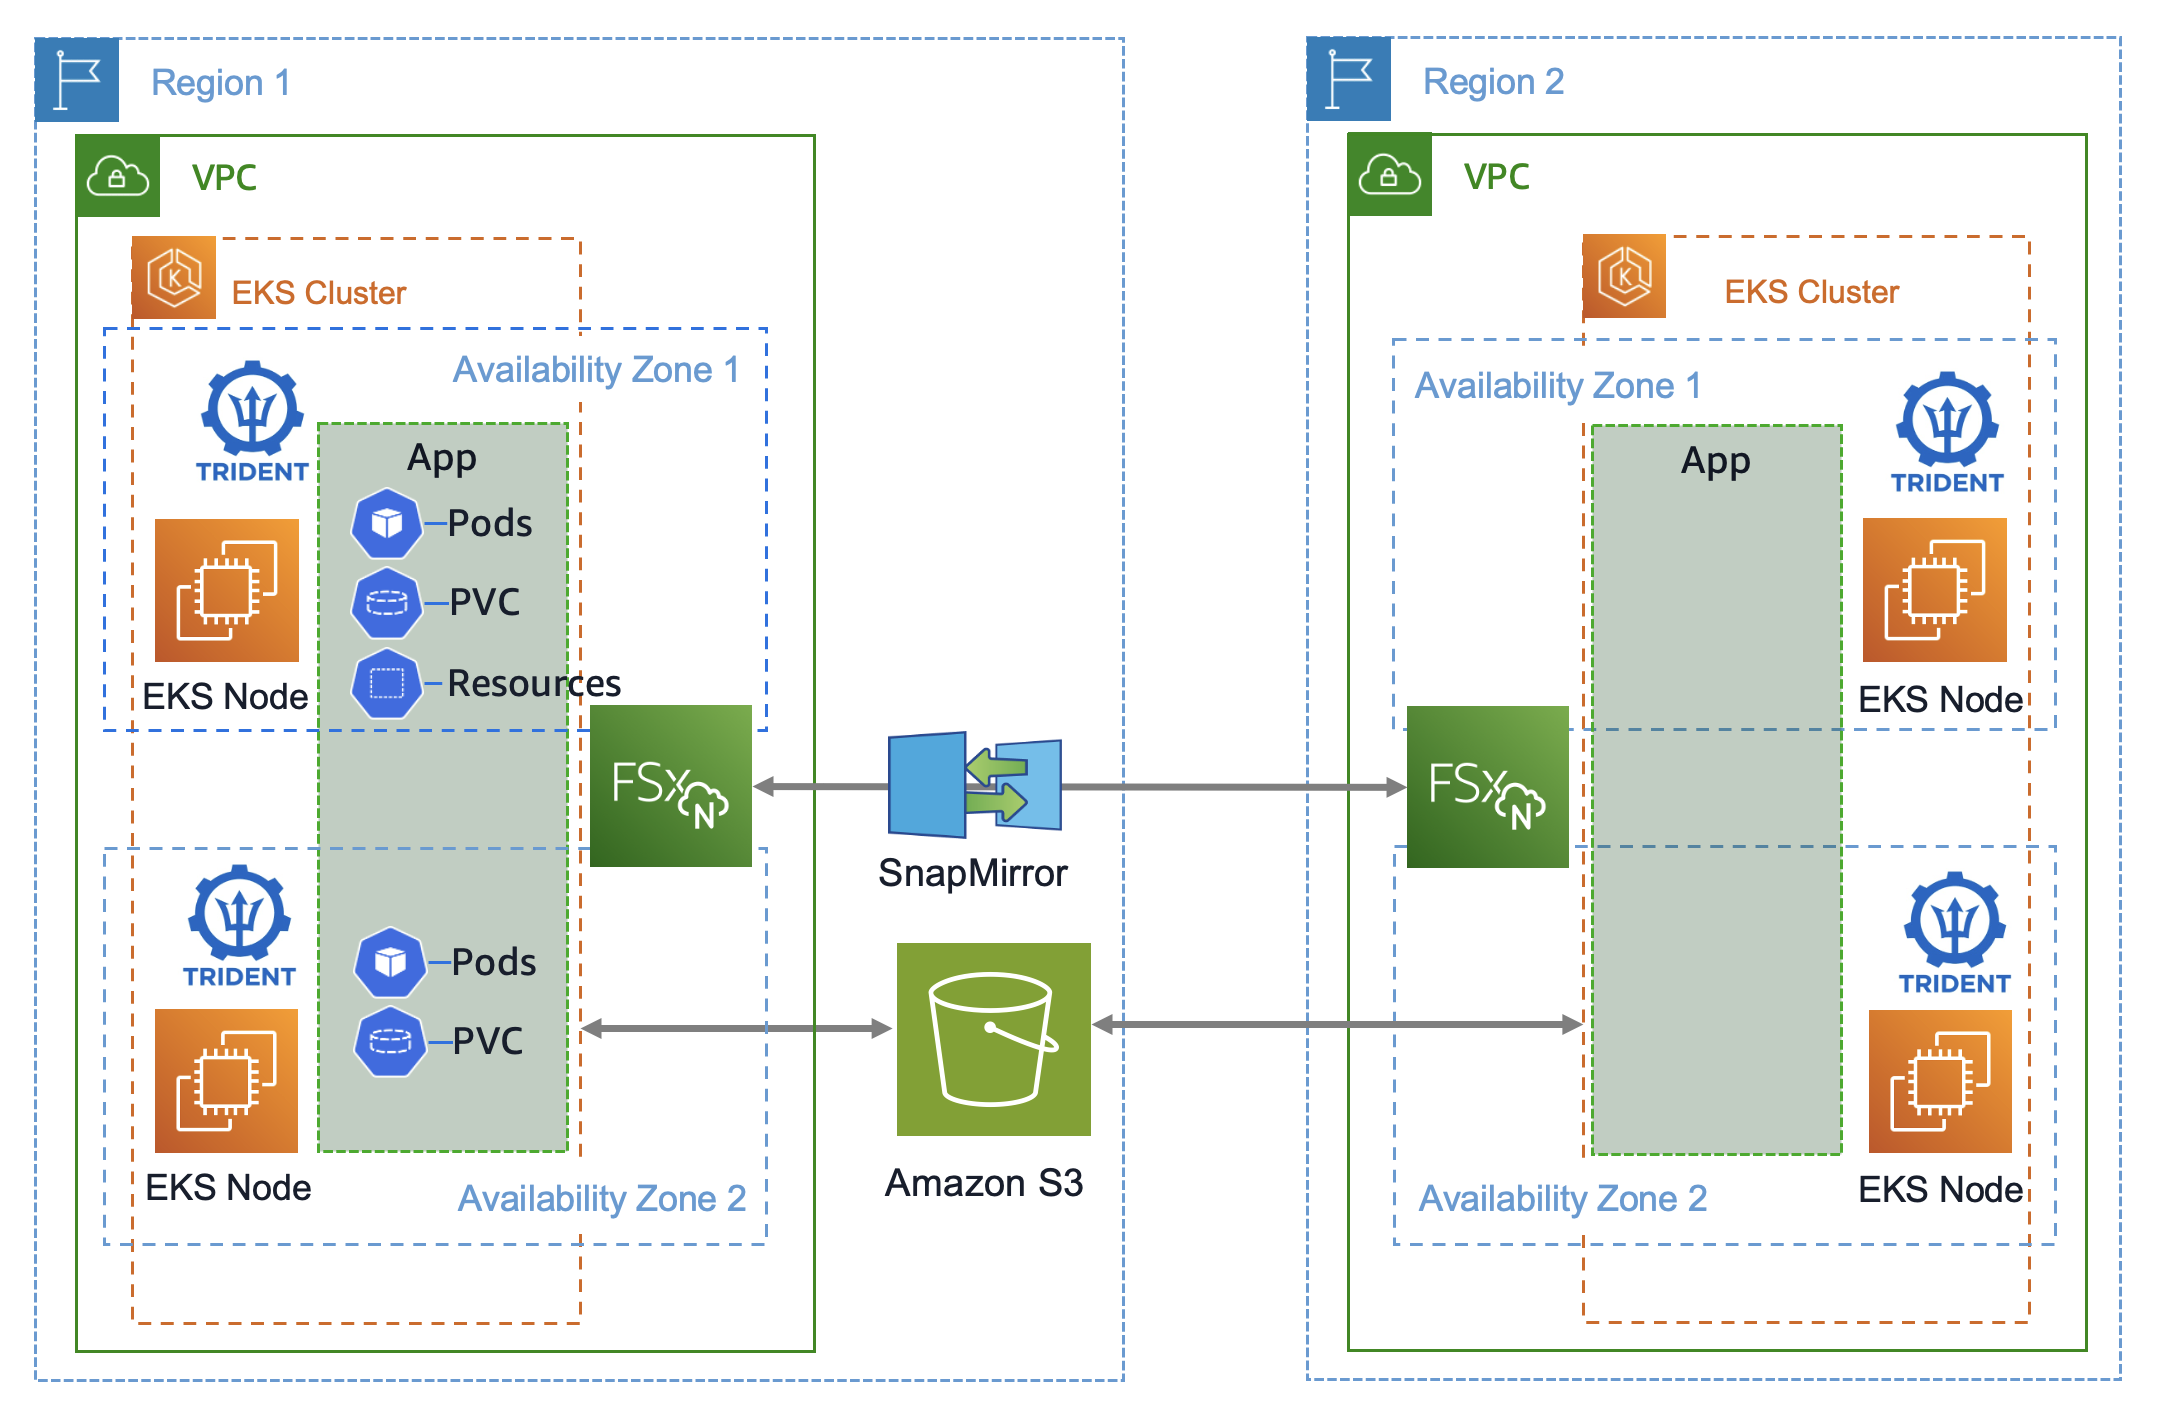 Region 1
VPC
EKS Cluster
Availability Zone 1
TRIDENT
App
Pods
PVC
Resources
EKS Node
FSx
N
TRIDENT
Pods
PVC
EKS Node
Availability Zone 2
SnapMirror
Amazon S3
Region 2
VPC
EKS Cluster
Availability Zone 1
TRIDENT
App
EKS Node
FSx
N
TRIDENT
EKS Node
Availability Zone 2
K
K